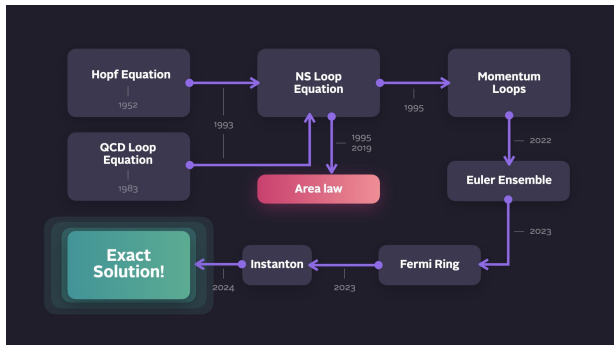 Hopf Equation
1952
NS Loop
Equation
Momentum
Loops
1993
1995
QCD Loop
Equation
1983
1995
2019
2022
Area law
Euler Ensemble
2023
Exact
Solution!
Instanton
Fermi Ring
2024
2023